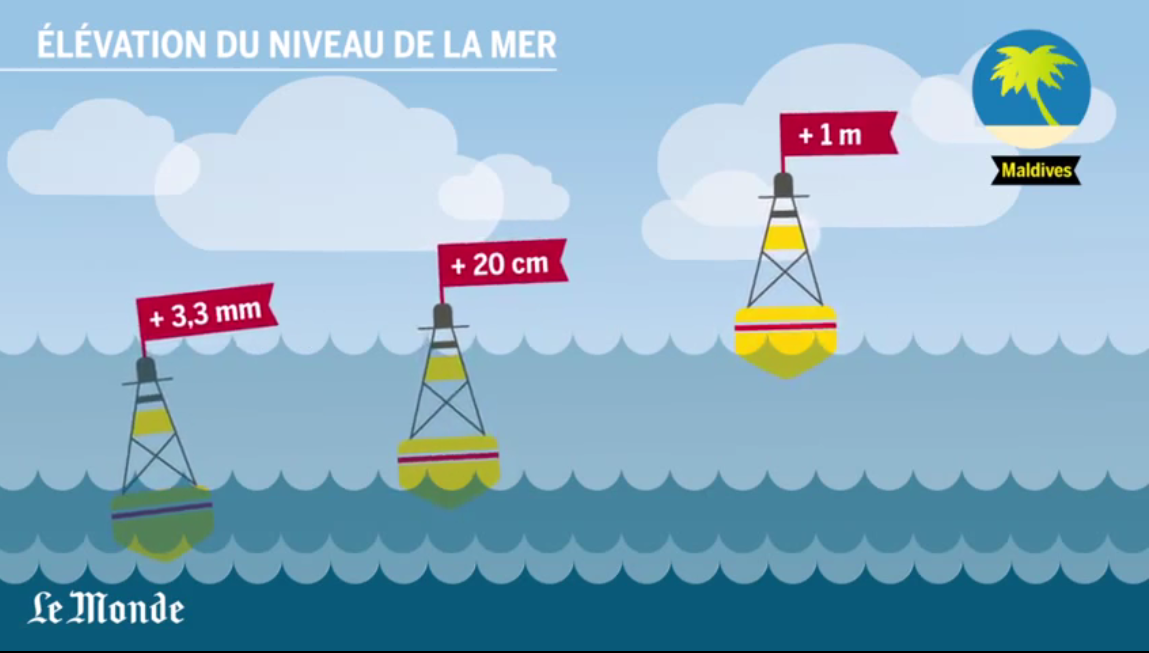 ÉLÉVATION DU NIVEAU DE LA MER
+ 1 m
Maldives
+ 20 cm
+ 3,3 mm
Le Monde